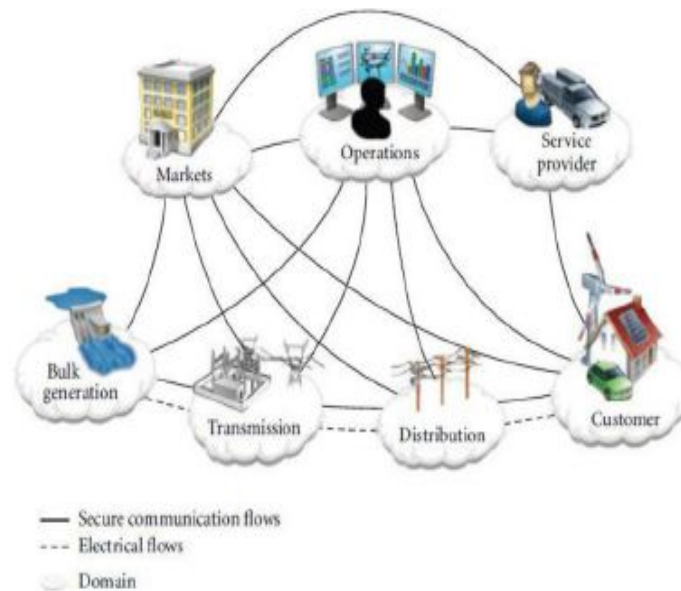 Markets
Operations
Service
provider
Bulk
generation
Transmission
Distribution
Customer
Secure communication flows
Electrical flows
Domain